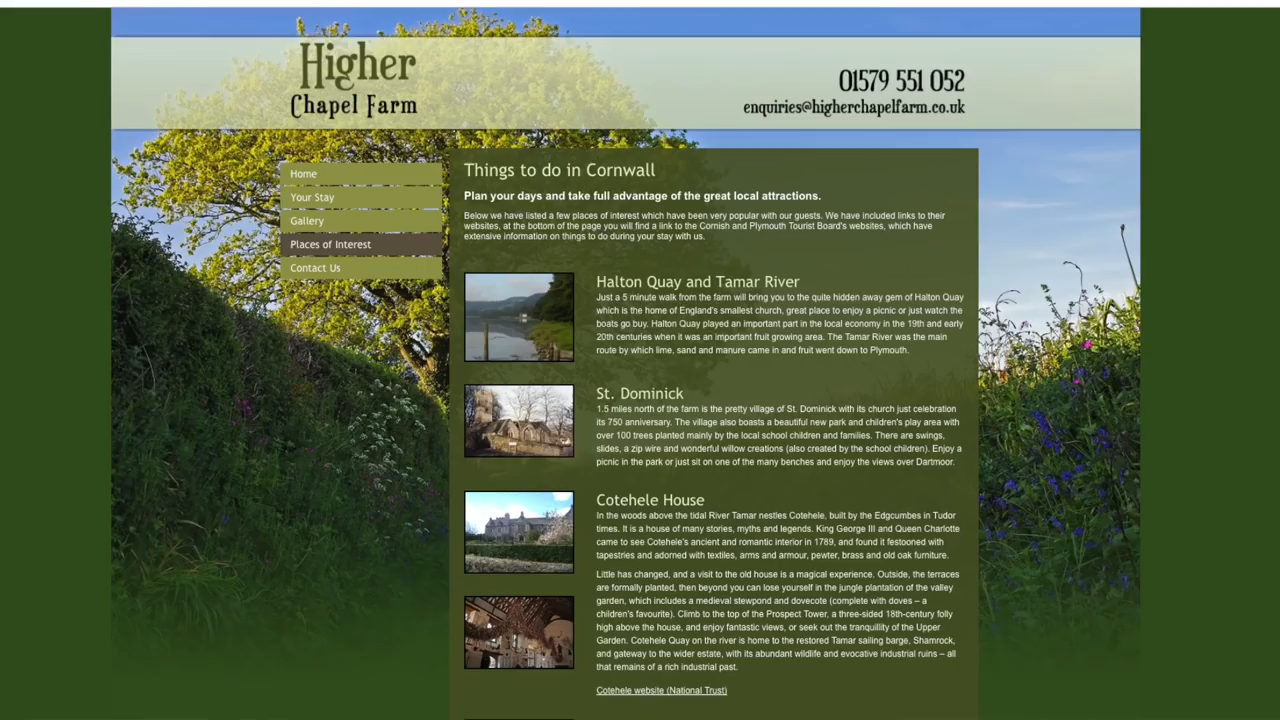 Higher
Chapel Farm
01579 551 052
enquiries@higherchapelfarm.co.uk
Home
Your Stay
Gallery
Places of Interest
Contact Us
Things to do in Cornwall
Plan your days and take full advantage of the great local attractions.
Below we have listed a few places of interest which have been very popular with our guests. We have included links to their
websites, at the bottom of the page you will find a link to the Cornish and Plymouth Tourist Board's websites, which have
extensive information on things to do during your stay with us.
Halton Quay and Tamar River
Just a 5 minute walk from the farm will bring you to the quite hidden away gem of Halton Quay
which is the home of England's smallest church, great place to enjoy a picnic or just watch the
boats go buy. Halton Quay played an important part in the local economy in the 19th and early
20th centuries when it was an important fruit growing area. The Tamar River was the main
route by which lime, sand and manure came in and fruit went down to Plymouth.
St. Dominick
1.5 miles north of the farm is the pretty village of St. Dominick with its church just celebration
its 750 anniversary. The village also boasts a beautiful new park and children's play area with
over 100 trees planted mainly by the local school children and families. There are swings,
slides, a zip wire and wonderful willow creations (also created by the school children). Enjoy a
picnic in the park or just sit on one of the many benches and enjoy the views over Dartmoor.
Cotehele House
In the woods above the tidal River Tamar nestles Cotehele, built by the Edgcumbes in Tudor
times. It is a house of many stories, myths and legends. King George III and Queen Charlotte
came to see Cotehele's ancient and romantic interior in 1789, and found it festooned with
tapestries and adorned with textiles, arms and armour, pewter, brass and old oak furniture.
Little has changed, and a visit to the old house is a magical experience. Outside, the terraces
are formally planted, then beyond you can lose yourself in the jungle plantation of the valley
garden, which includes a medieval stewpond and dovecote (complete with doves – a
children's favourite). Climb to the top of the Prospect Tower, a three-sided 18th-century folly
high above the house, and enjoy fantastic views, or seek out the tranquillity of the Upper
Garden. Cotehele Quay on the river is home to the restored Tamar sailing barge, Shamrock,
and gateway to the wider estate, with its abundant wildlife and evocative industrial ruins – all
that remains of a rich industrial past.
Cotehele website (National Trust)